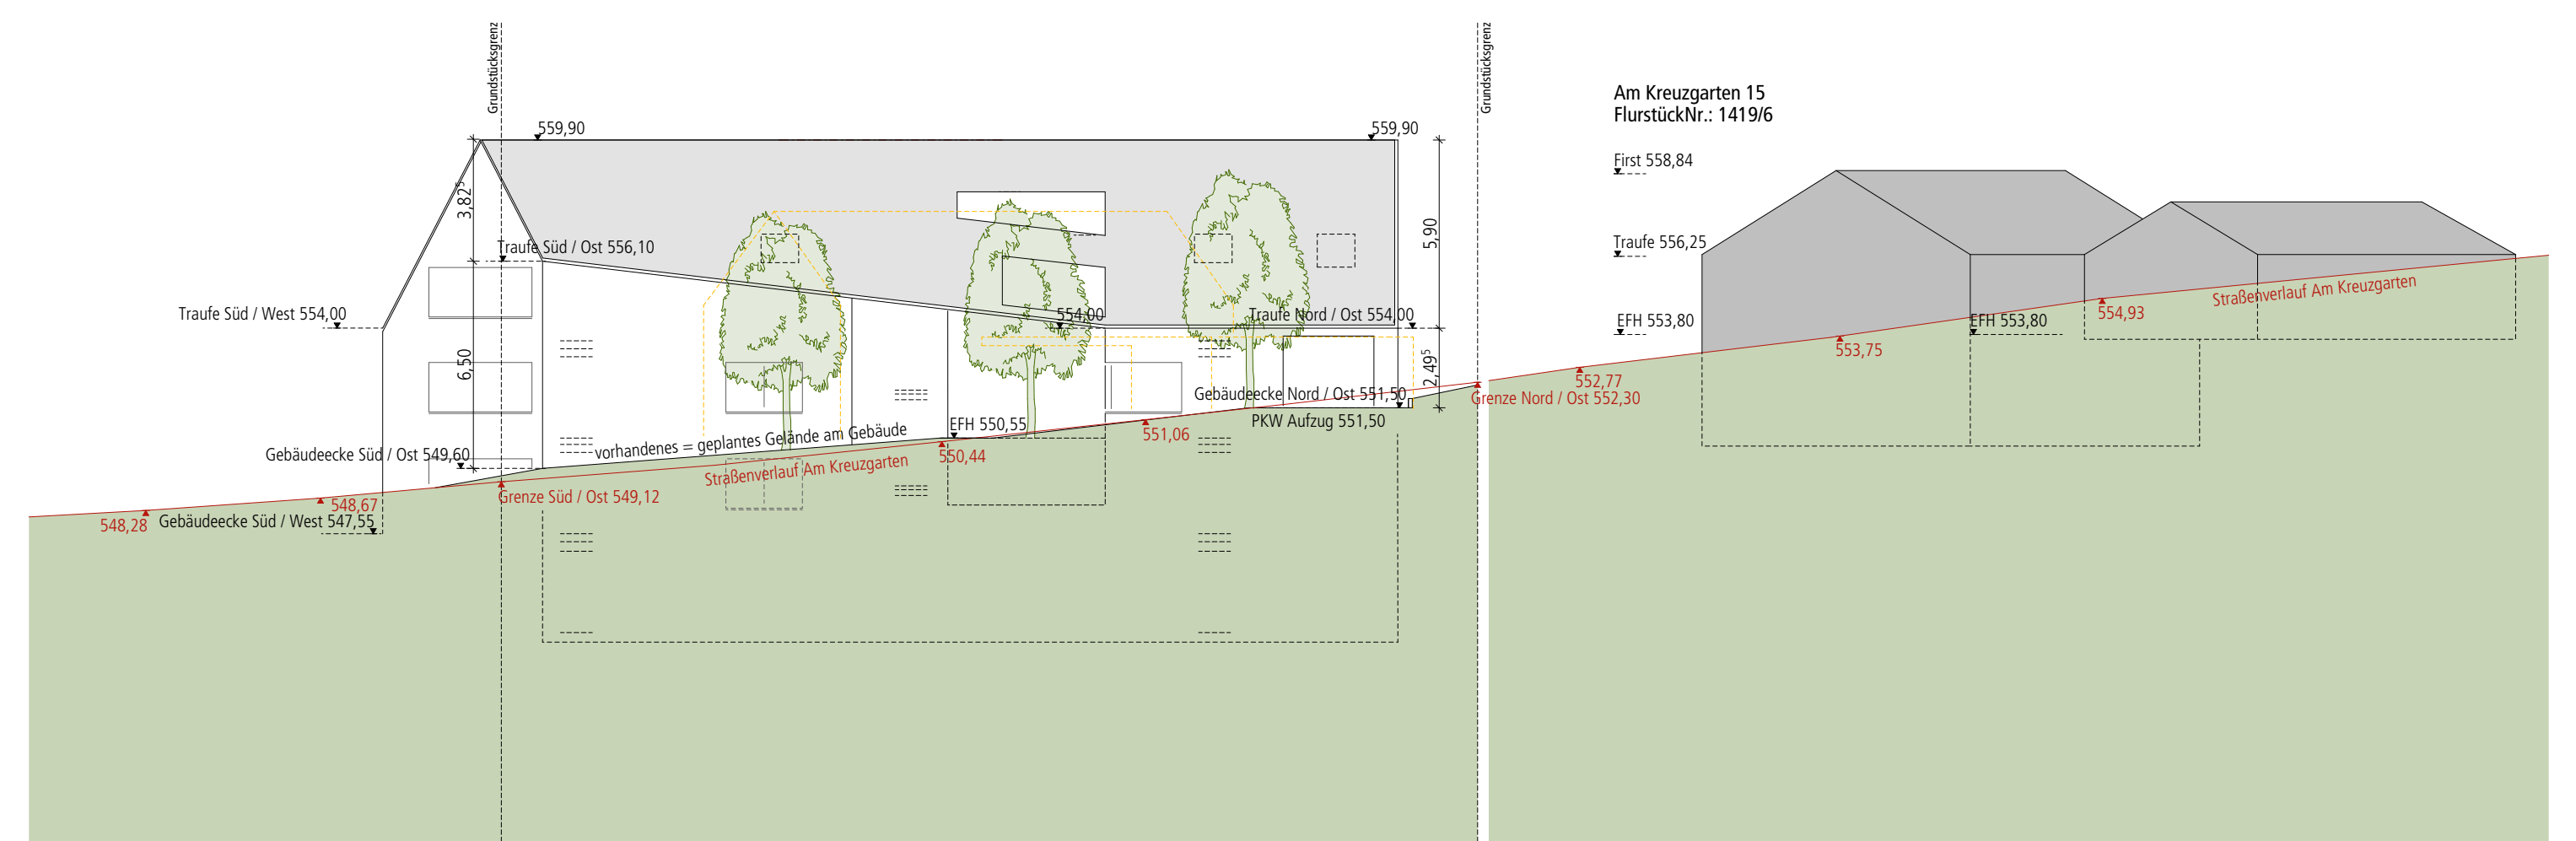 Grundstücksgrenz
Grundstücksgrenz
Am Kreuzgarten 15
FlurstückNr.: 1419/6
559,90
559,90
First 558,84
3,82⁵
5,90
Traufe Süd / Ost 556,10
Traufe 556,25
Traufe Süd / West 554,00
554,00
Traufe Nord / Ost 554,00
EFH 553,80
EFH 553,80
554,93
Straßenverlauf Am Kreuzgarten
553,75
6,50
2,49⁵
552,77
Gebäudeecke Nord / Ost 551,50
Grenze Nord / Ost 552,30
PKW Aufzug 551,50
EFH 550,55
551,06
vorhandenes = geplantes Gelände am Gebäude
550,44
Gebäudeecke Süd / Ost 549,60
Straßenverlauf Am Kreuzgarten
Grenze Süd / Ost 549,12
548,67
548,28
Gebäudeecke Süd / West 547,55